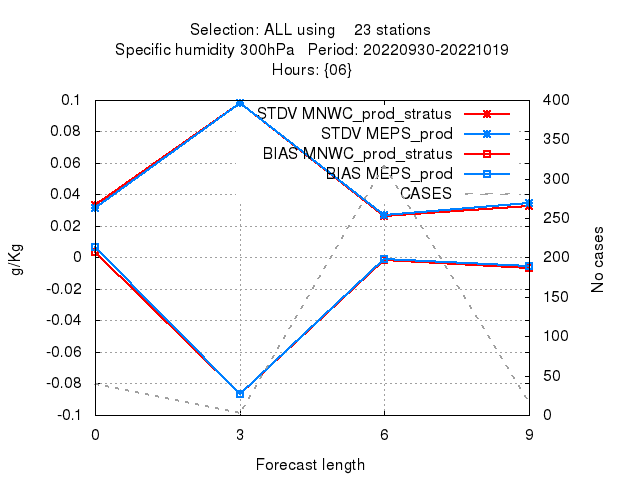 Selection: ALL using    23 stations
Specific humidity 300hPa   Period: 20220930-20221019
Hours: {06}
STDV MNWC_prod_stratus
STDV MEPS_prod
BIAS MNWC_prod_stratus
BIAS MEPS_prod
CASES
g/Kg
0.1
0.08
0.06
0.04
0.02
0
-0.02
-0.04
-0.06
-0.08
-0.1
400
350
300
250
200
150
100
50
0
No cases
0 3 6 9
Forecast length